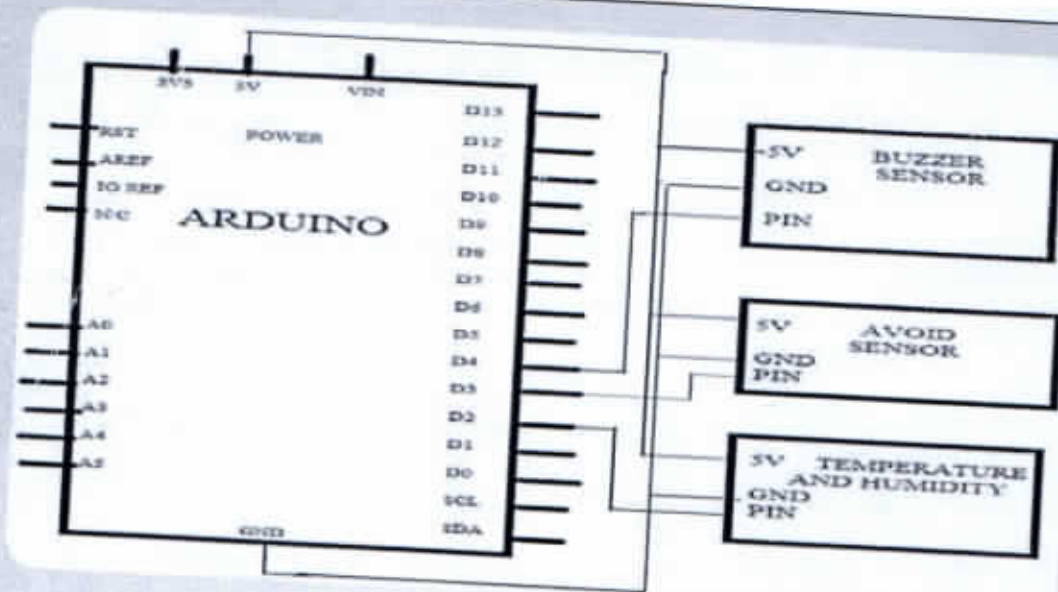 3V3
5V
VIN
POWER
RST
AREF
IO REF
N/C
ARDUINO
A0
A1
A2
A3
A4
A5
GND
D13
D12
D11
D10
D9
D8
D7
D6
D5
D4
D3
D2
D1
D0
SCL
SDA
5V
GND
PIN
BUZZER
SENSOR
5V
GND
PIN
AVOID
SENSOR
5V
GND
PIN
TEMPERATURE
AND HUMIDITY